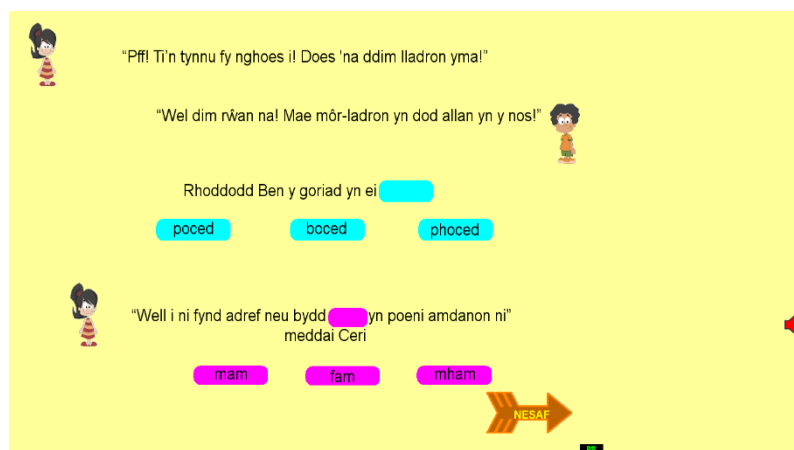 “Pff! Ti’n tynnu fy nghoes i! Does ’na ddim lladron yma!”
“Wel dim rŵan na! Mae môr-ladron yn dod allan yn y nos!”
Rhoddodd Ben y goriad yn ei
poced boced phoced
“Well i ni fynd adref neu bydd yn poeni amdanon ni”
meddai Ceri
mam fam mham
NESAF